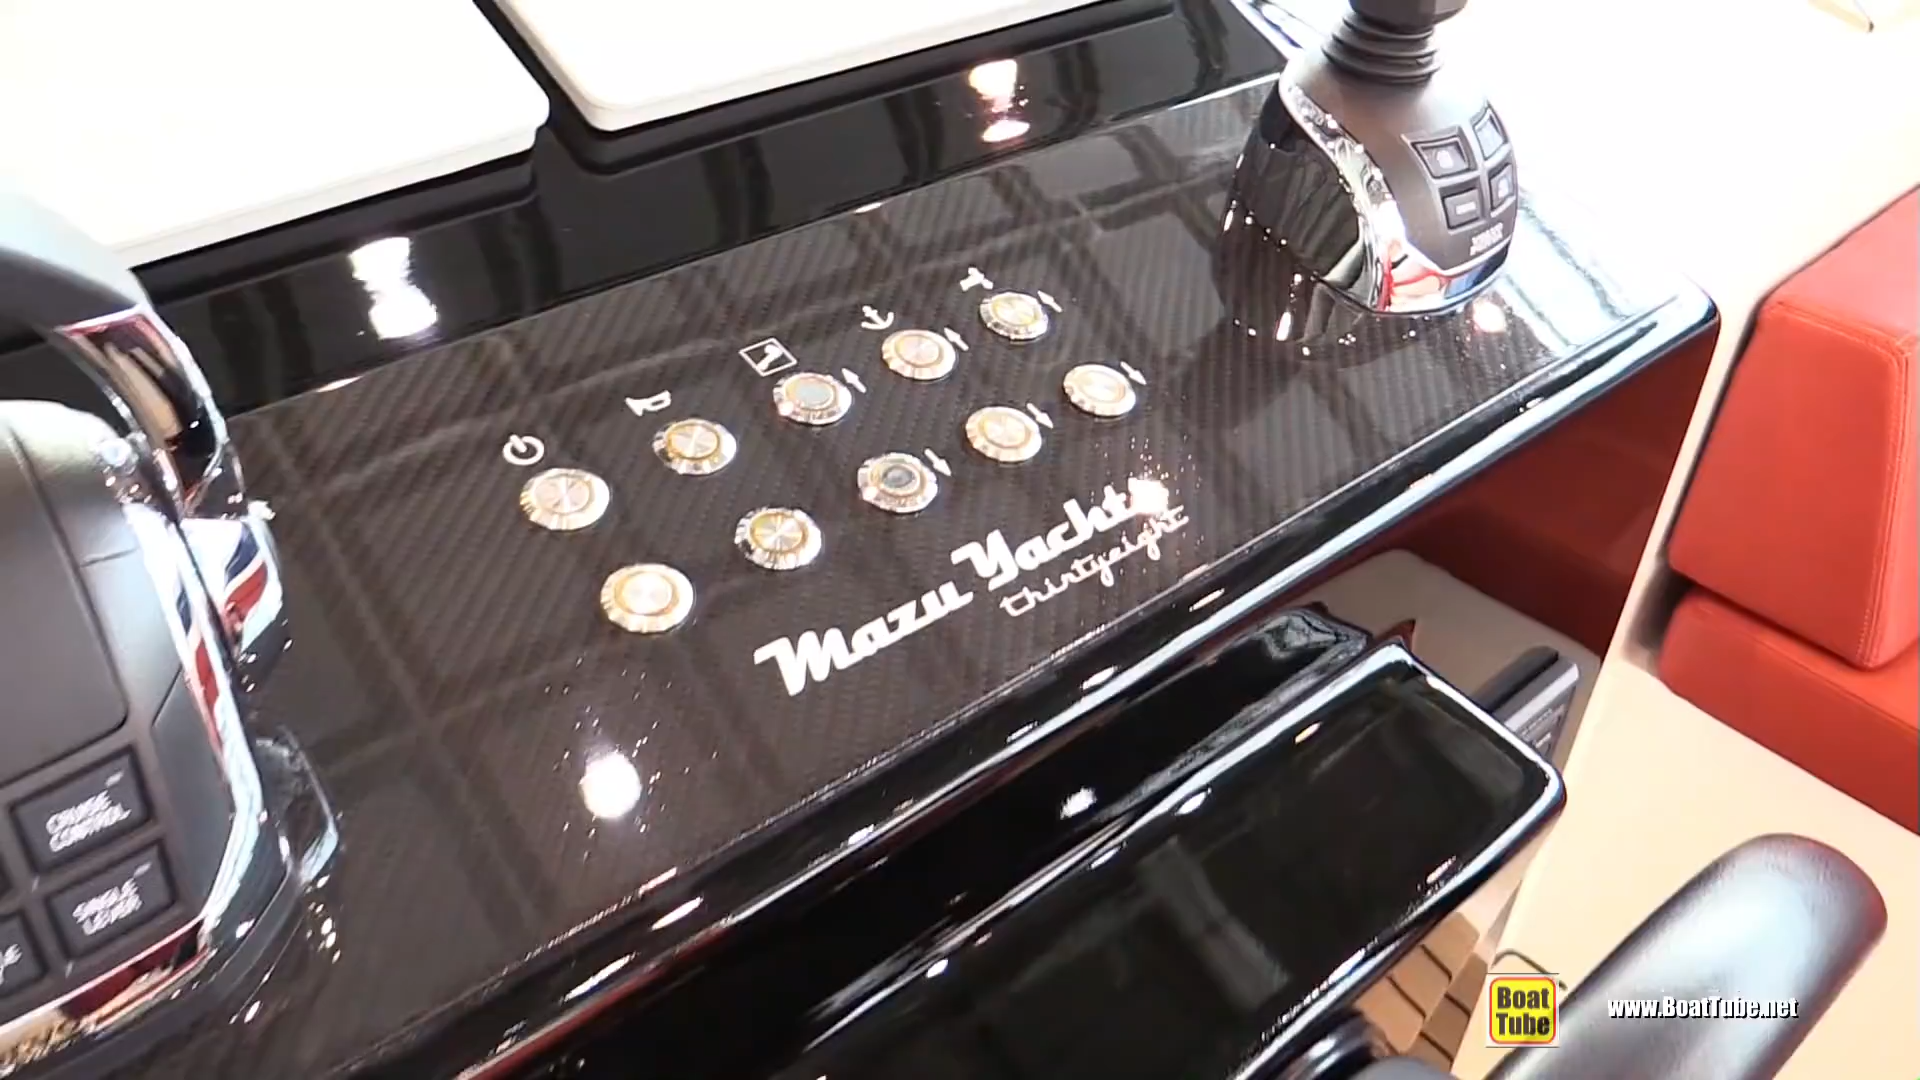 Mazu Yachts
thirtyeight
CRUISE
CONTROL
SINGLE
LEVER
Boat
Tube
www.BoatTube.net